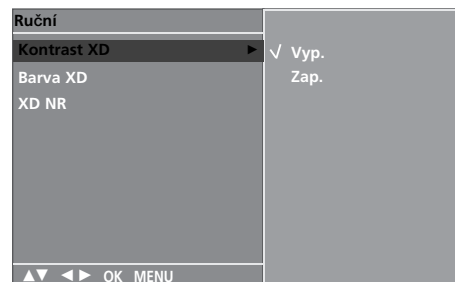 Ruční
Kontrast XD ►
Barva XD
XD NR
√ Vyp.
Zap.
▲▼ ◄► OK MENU